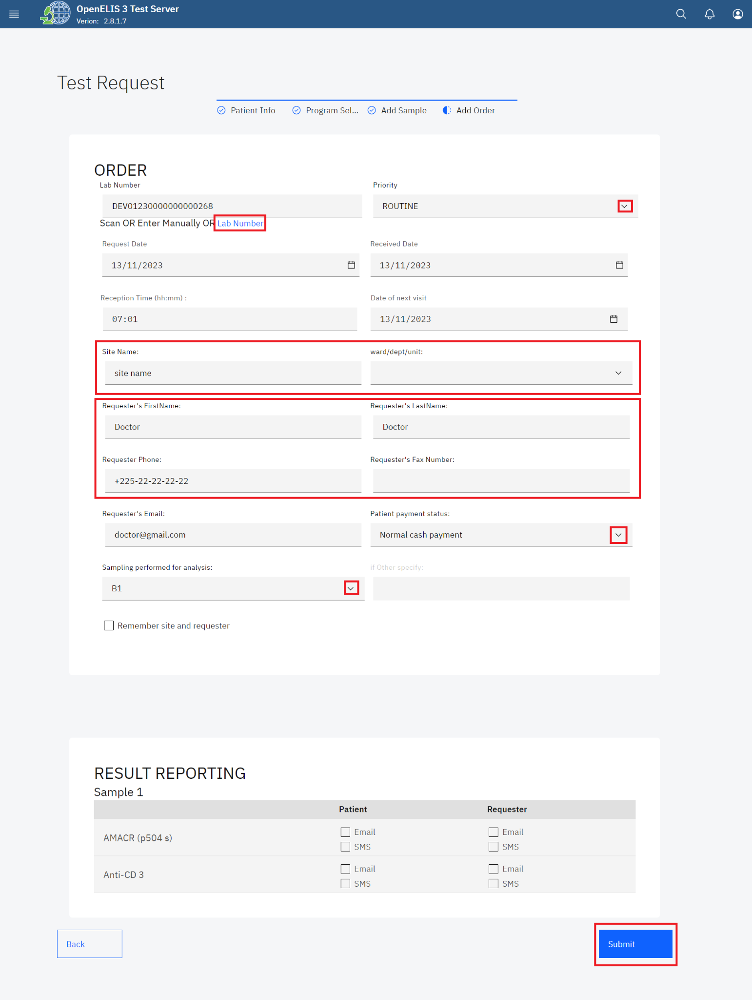 OpenELIS 3 Test Server
Verion: 2.8.1.7
Test Request
Patient Info Program Sel... Add Sample Add Order
ORDER
Lab Number Priority
DEV01230000000000268 ROUTINE
Scan OR Enter Manually OR Lab Number
Request Date Received Date
13/11/2023 13/11/2023
Reception Time (hh:mm) : Date of next visit
07:01 13/11/2023
Site Name: ward/dept/unit:
site name
Requester's FirstName: Requester's LastName:
Doctor Doctor
Requester Phone: Requester's Fax Number:
+225-22-22-22-22
Requester's Email: Patient payment status:
doctor@gmail.com Normal cash payment
Sampling performed for analysis: if Other specify:
B1
Remember site and requester
RESULT REPORTING
Sample 1
Patient Requester
AMACR (p504 s) Email SMS Email SMS
Anti-CD 3 Email SMS Email SMS
Back Submit